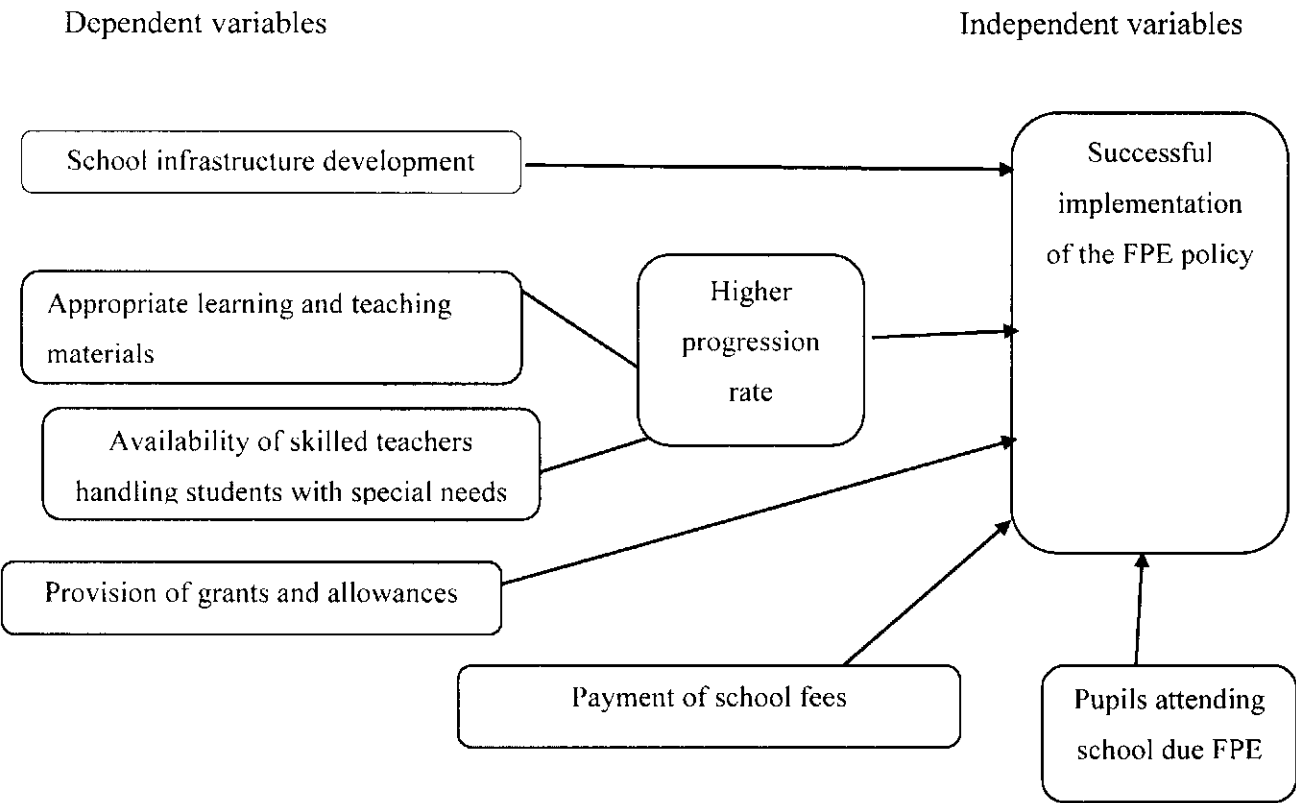 Dependent variables
Independent variables
School infrastructure development
Successful
implementation
of the FPE policy
Appropriate learning and teaching
materials
Higher
progression
rate
Availability of skilled teachers
handling students with special needs
Provision of grants and allowances
Payment of school fees
Pupils attending
school due FPE